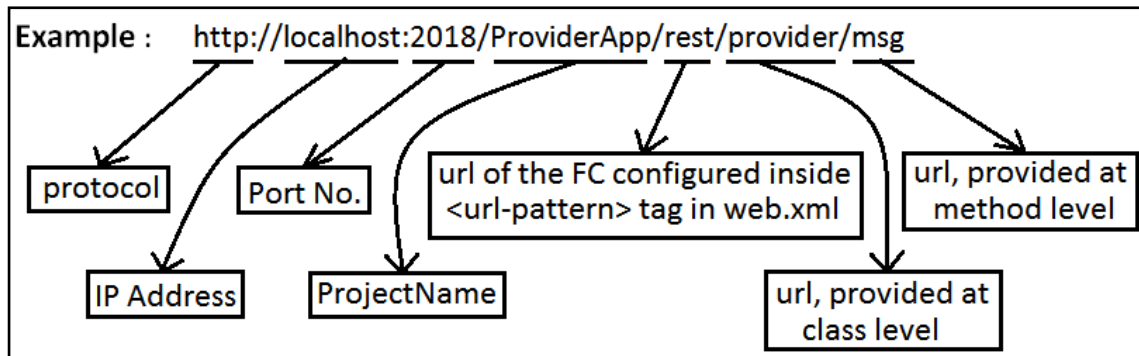 Example : http://localhost:2018/ProviderApp/rest/provider/msg
protocol
Port No.
url of the FC configured inside
<url-pattern> tag in web.xml
url, provided at
method level
IP Address
ProjectName
url, provided at
class level